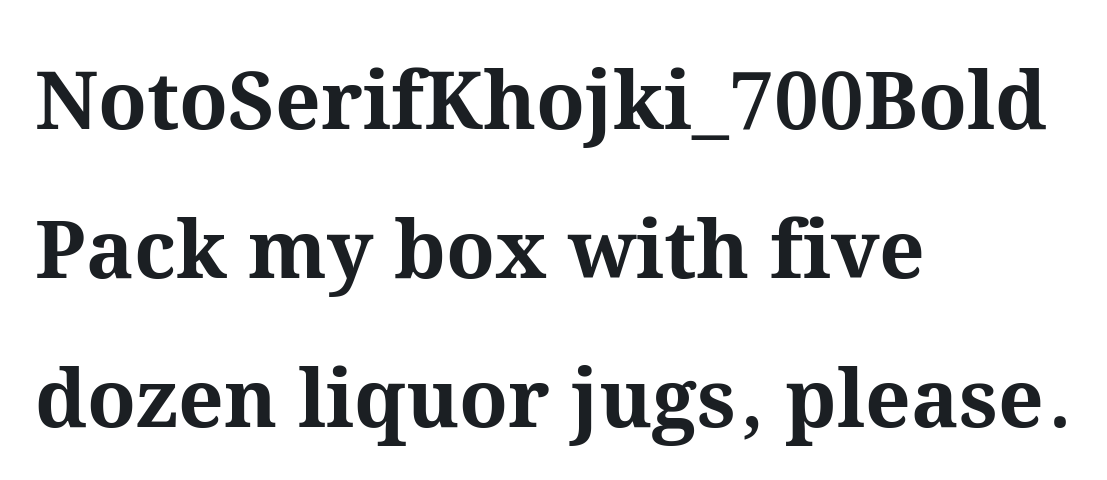 NotoSerifKhojki_700Bold
Pack my box with five
dozen liquor jugs, please.